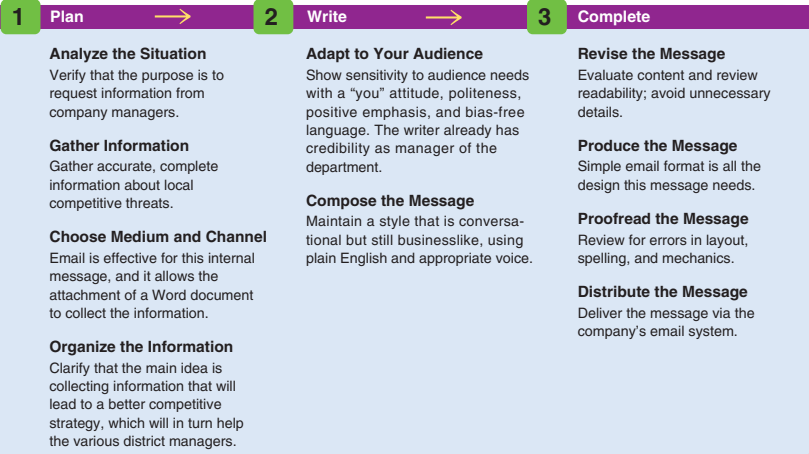 1 Plan
Analyze the Situation
Verify that the purpose is to
request information from
company managers.
Gather Information
Gather accurate, complete
information about local
competitive threats.
Choose Medium and Channel
Email is effective for this internal
message, and it allows the
attachment of a Word document
to collect the information.
Organize the Information
Clarify that the main idea is
collecting information that will
lead to a better competitive
strategy, which will in turn help
the various district managers.
2 Write
Adapt to Your Audience
Show sensitivity to audience needs
with a “you” attitude, politeness,
positive emphasis, and bias-free
language. The writer already has
credibility as manager of the
department.
Compose the Message
Maintain a style that is conversa-
tional but still businesslike, using
plain English and appropriate voice.
3 Complete
Revise the Message
Evaluate content and review
readability; avoid unnecessary
details.
Produce the Message
Simple email format is all the
design this message needs.
Proofread the Message
Review for errors in layout,
spelling, and mechanics.
Distribute the Message
Deliver the message via the
company’s email system.